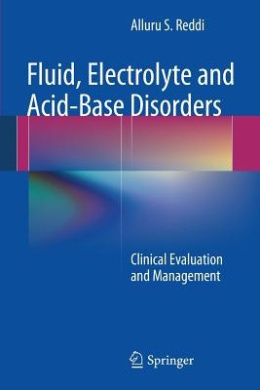 Alluru S. Reddi
Fluid, Electrolyte and
Acid-Base Disorders
Clinical Evaluation
and Management
Springer